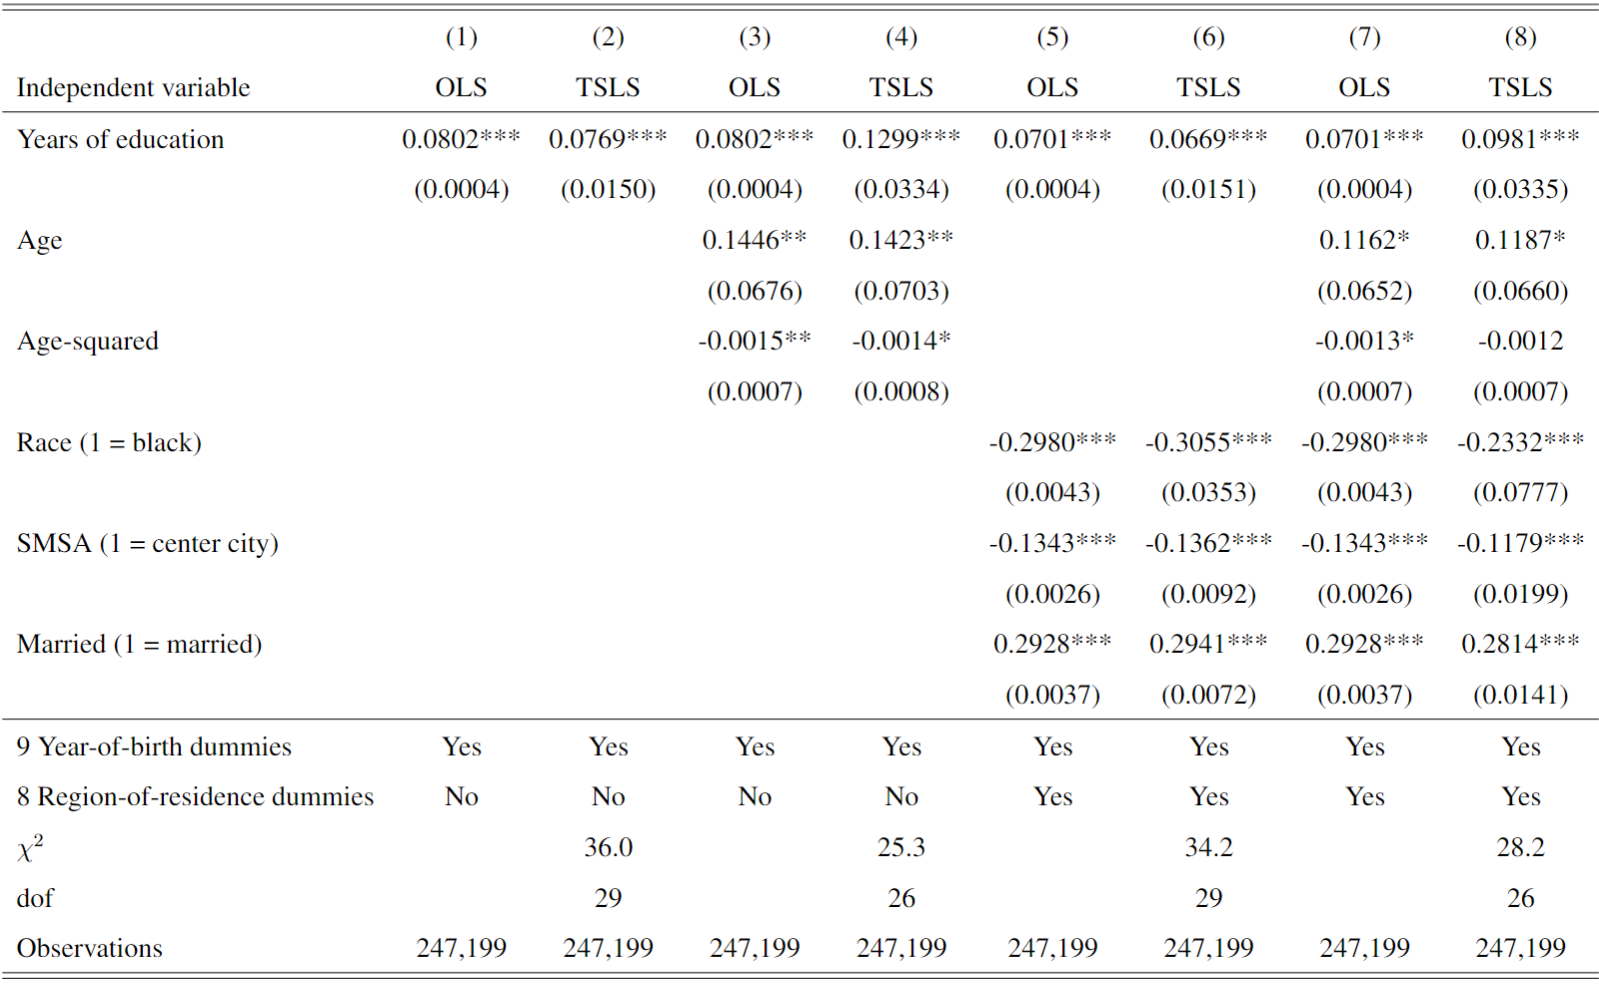 (1) (2) (3) (4) (5) (6) (7) (8)
Independent variable OLS TSLS OLS TSLS OLS TSLS OLS TSLS
Years of education 0.0802*** 0.0769*** 0.0802*** 0.1299*** 0.0701*** 0.0669*** 0.0701*** 0.0981***
(0.0004) (0.0150) (0.0004) (0.0334) (0.0004) (0.0151) (0.0004) (0.0335)
Age 0.1446** 0.1423** 0.1162* 0.1187*
(0.0676) (0.0703) (0.0652) (0.0660)
Age-squared -0.0015** -0.0014* -0.0013* -0.0012
(0.0007) (0.0008) (0.0007) (0.0007)
Race (1 = black) -0.2980*** -0.3055*** -0.2980*** -0.2332***
(0.0043) (0.0353) (0.0043) (0.0777)
SMSA (1 = center city) -0.1343*** -0.1362*** -0.1343*** -0.1179***
(0.0026) (0.0092) (0.0026) (0.0199)
Married (1 = married) 0.2928*** 0.2941*** 0.2928*** 0.2814***
(0.0037) (0.0072) (0.0037) (0.0141)
9 Year-of-birth dummies Yes Yes Yes Yes Yes Yes Yes Yes
8 Region-of-residence dummies No No No No Yes Yes Yes Yes
χ² 36.0 25.3 34.2 28.2
dof 29 26 29 26
Observations 247,199 247,199 247,199 247,199 247,199 247,199 247,199 247,199